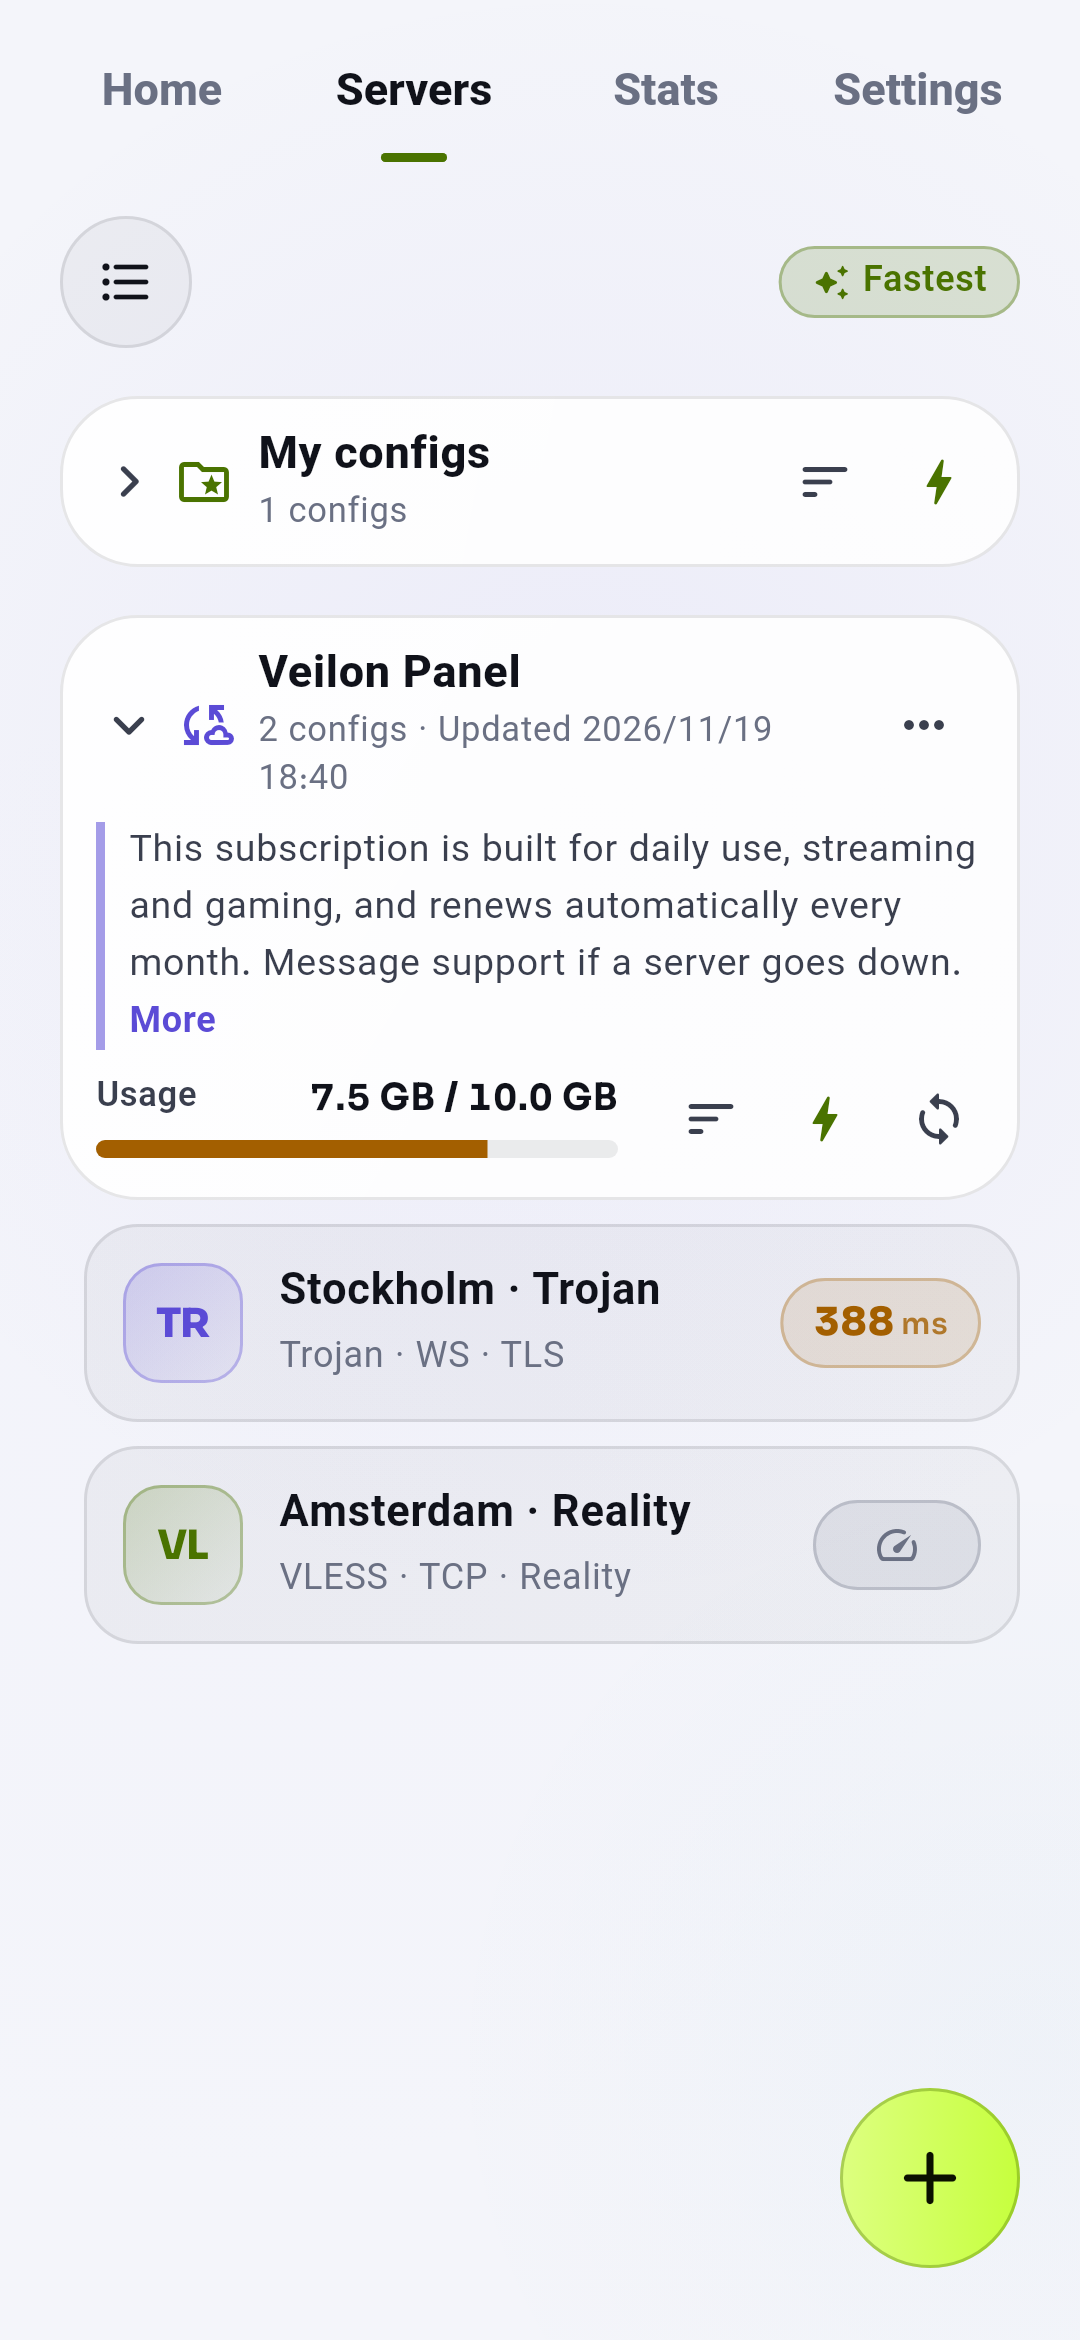 Home Servers Stats Settings
Fastest
My configs
1 configs
Veilon Panel
2 configs · Updated 2026/11/19
18:40
This subscription is built for daily use, streaming
and gaming, and renews automatically every
month. Message support if a server goes down.
More
Usage 7.5 GB / 10.0 GB
TR Stockholm · Trojan 388 ms
Trojan · WS · TLS
VL Amsterdam · Reality
VLESS · TCP · Reality